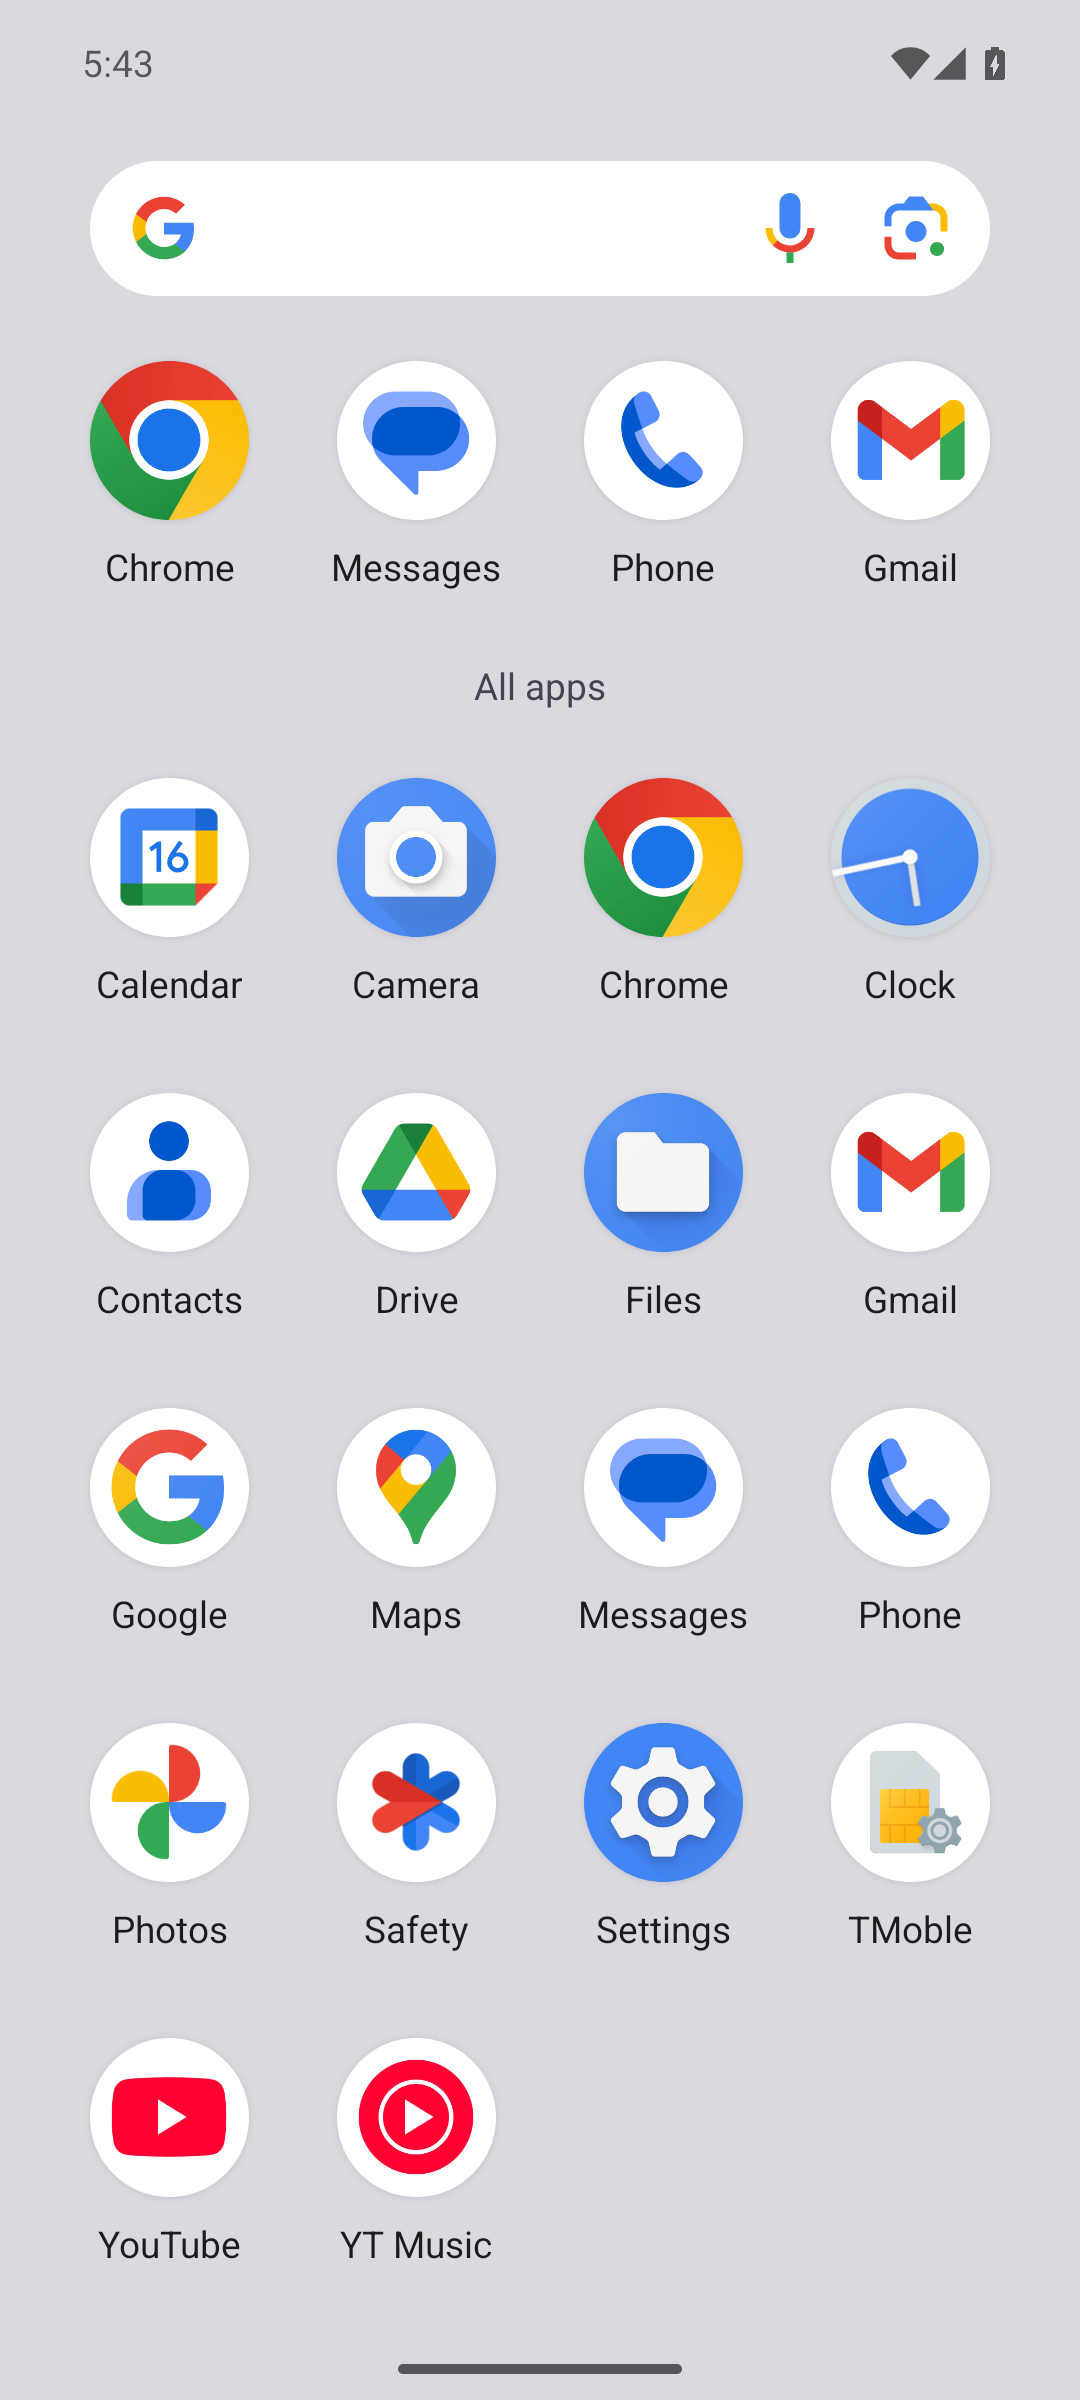 5:43
Chrome Messages Phone Gmail
All apps
16
Calendar Camera Chrome Clock
Contacts Drive Files Gmail
Google Maps Messages Phone
Photos Safety Settings TMoble
YouTube YT Music